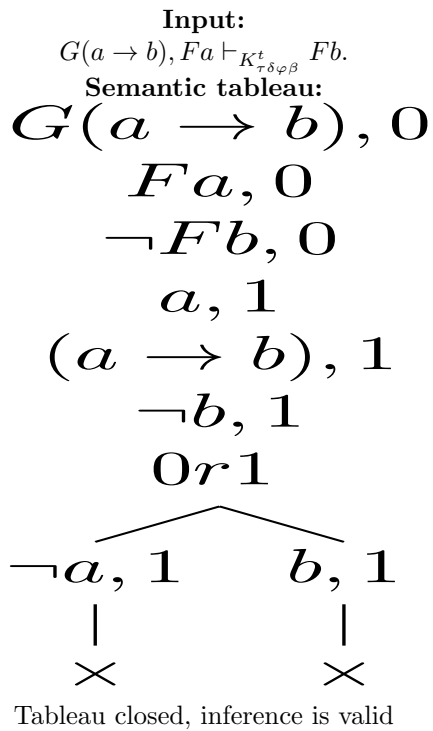 Input:
G(a → b), Fa ⊢_{K^t_{τδφβ}} Fb.
Semantic tableau:
G(a → b), 0
Fa, 0
¬Fb, 0
a, 1
(a → b), 1
¬b, 1
0r1
¬a, 1 b, 1
× ×
Tableau closed, inference is valid